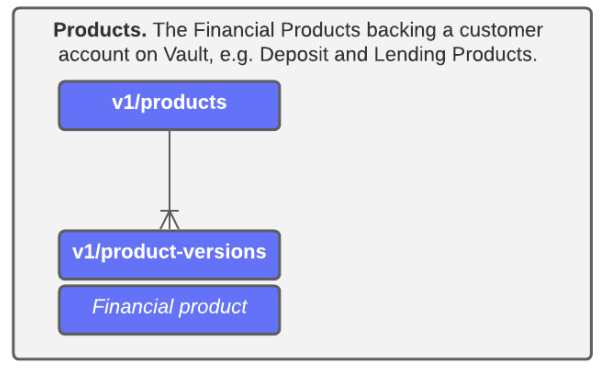 Products. The Financial Products backing a customer
account on Vault, e.g. Deposit and Lending Products.
v1/products
v1/product-versions
Financial product